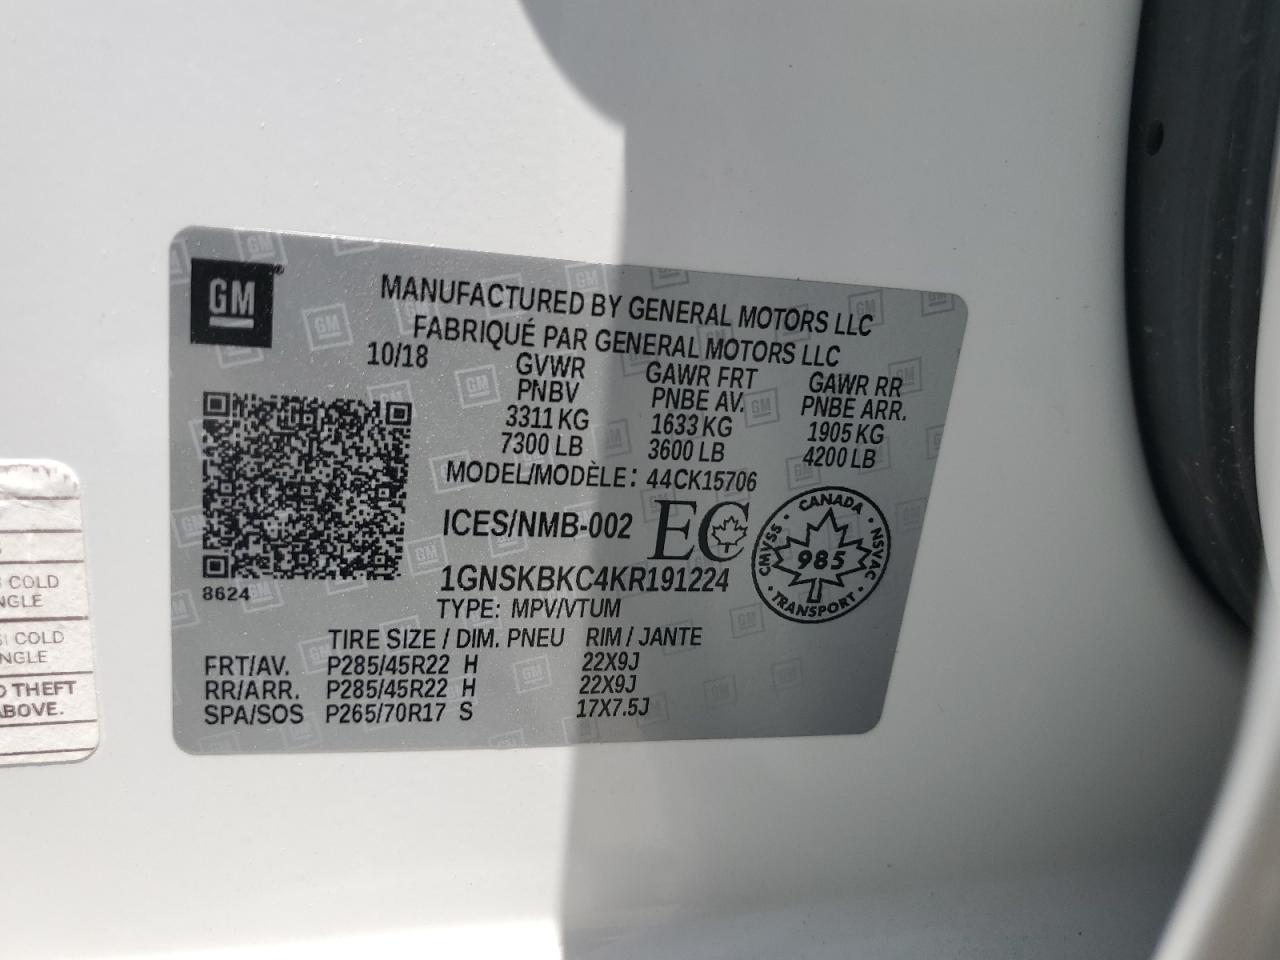 GM
MANUFACTURED BY GENERAL MOTORS LLC
FABRIQUÉ PAR GENERAL MOTORS LLC
10/18
GVWR GAWR FRT GAWR RR
PNBV PNBE AV. PNBE ARR.
3311 KG 1633 KG 1905 KG
7300 LB 3600 LB 4200 LB
MODEL/MODÈLE: 44CK15706
ICES/NMB-002 EC
CANADA
CMVSS · 985 · NSVAC
TRANSPORT
1GNSKBKC4KR191224
8624
TYPE: MPV/VTUM
TIRE SIZE / DIM. PNEU RIM / JANTE
FRT/AV. P285/45R22 H 22X9J
RR/ARR. P285/45R22 H 22X9J
SPA/SOS P265/70R17 S 17X7.5J
COLD
NGLE
COLD
NGLE
THEFT
ABOVE.